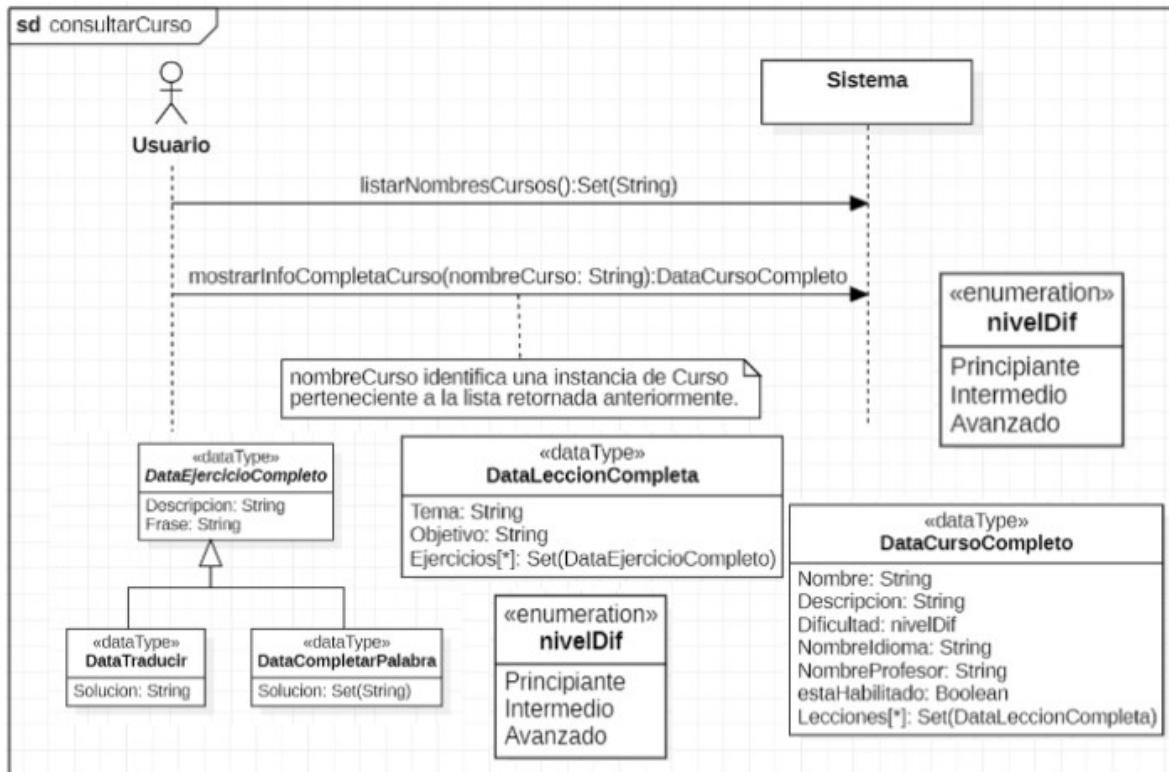 sd consultarCurso
Sistema
Usuario
listarNombresCursos():Set(String)
mostrarInfoCompletaCurso(nombreCurso: String):DataCursoCompleto
«enumeration»
nivelDif
Principiante
Intermedio
Avanzado
nombreCurso identifica una instancia de Curso
perteneciente a la lista retornada anteriormente.
«dataType»
DataEjercicioCompleto
Descripcion: String
Frase: String
«dataType»
DataLeccionCompleta
Tema: String
Objetivo: String
Ejercicios[*]: Set(DataEjercicioCompleto)
«dataType»
DataCursoCompleto
Nombre: String
Descripcion: String
Dificultad: nivelDif
NombreIdioma: String
NombreProfesor: String
estaHabilitado: Boolean
Lecciones[*]: Set(DataLeccionCompleta)
«dataType»
DataTraducir
Solucion: String
«dataType»
DataCompletarPalabra
Solucion: Set(String)
«enumeration»
nivelDif
Principiante
Intermedio
Avanzado